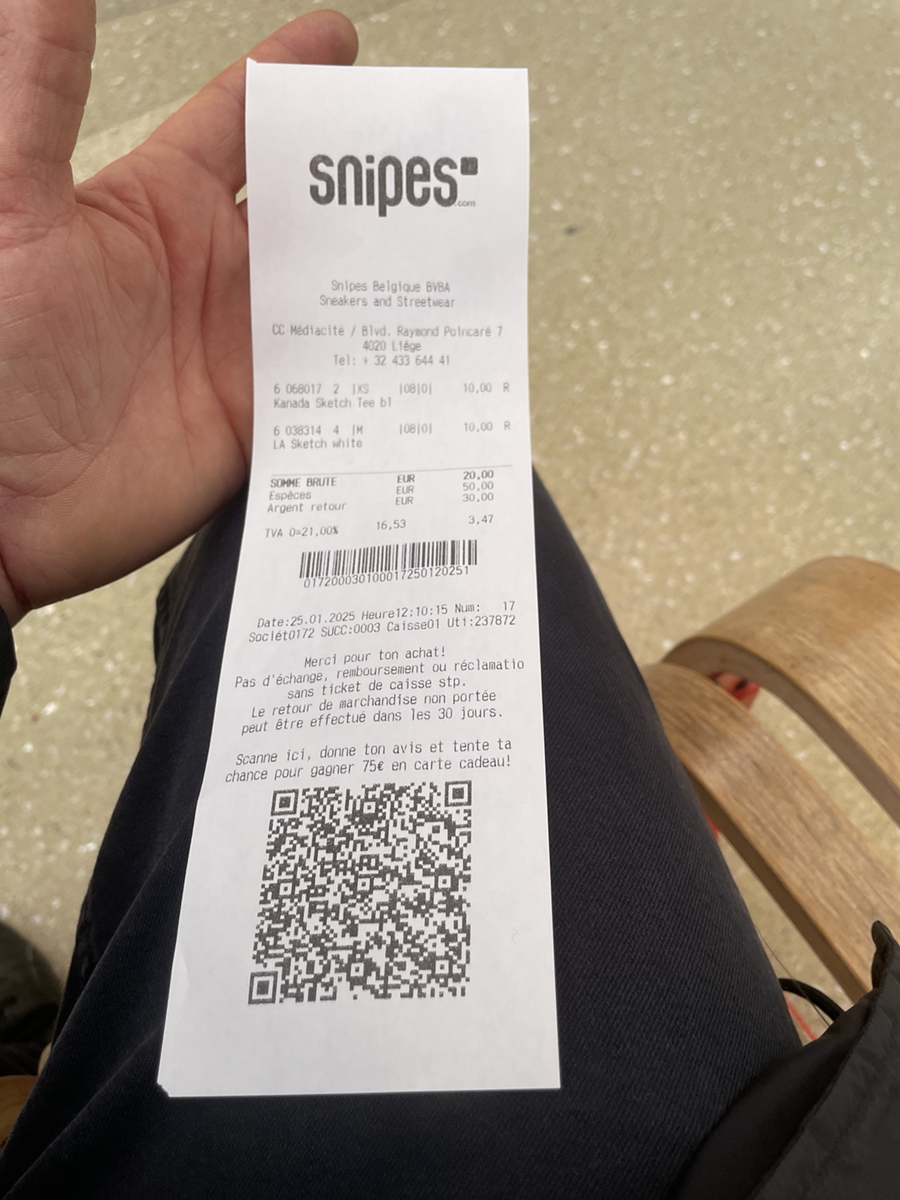 snipes
.com
Snipes Belgique BVBA
Sneakers and Streetwear
CC Médiacité / Blvd. Raymond Poincaré 7
4020 Liège
Tel: + 32 433 644 41
6 068017 2 |XS |08|0| 10,00 R
Kanada Sketch Tee bl
6 038314 4 |M |08|0| 10,00 R
LA Sketch white
SOMME BRUTE EUR 20,00
Espèces EUR 50,00
Argent retour EUR 30,00
TVA 0=21,00% 16,53 3,47
017200030100017250120251
Date:25.01.2025 Heure12:10:15 Num: 17
Sociét0172 SUCC:0003 Caisse01 Uti:237872
Merci pour ton achat!
Pas d'échange, remboursement ou réclamatio
sans ticket de caisse stp.
Le retour de marchandise non portée
peut être effectué dans les 30 jours.
Scanne ici, donne ton avis et tente ta
chance pour gagner 75€ en carte cadeau!